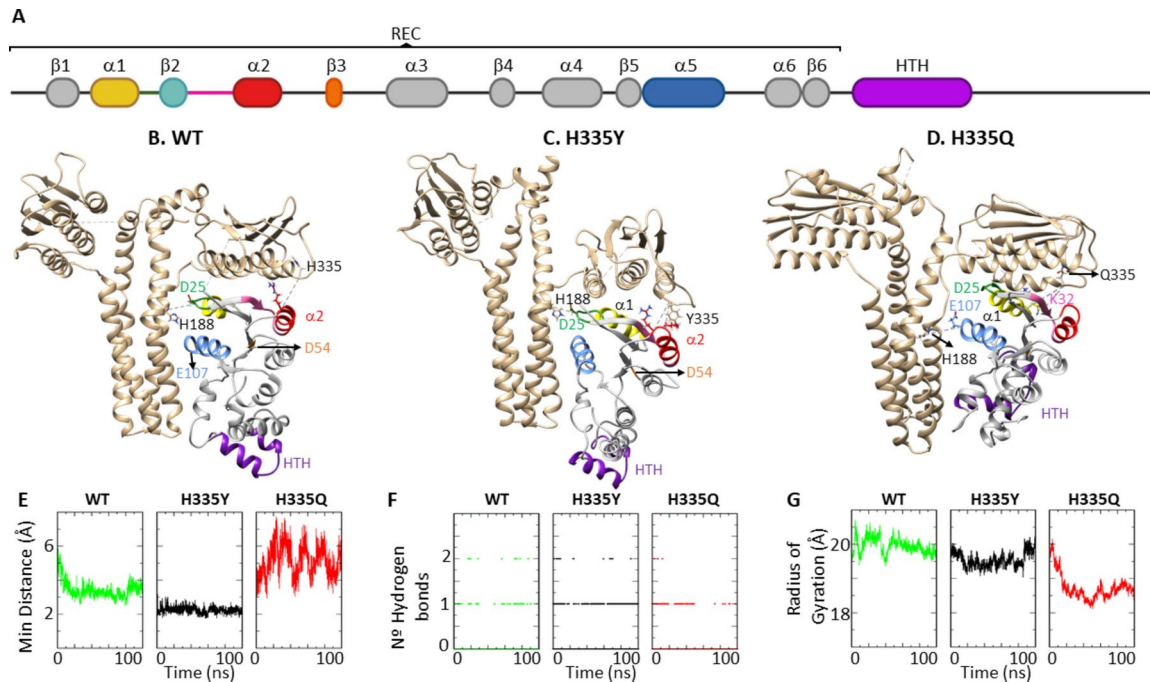 A
REC
β1 α1 β2 α2 β3 α3 β4 α4 β5 α5 α6 β6 HTH
B. WT
C. H335Y
D. H335Q
H335
D25
H188
α2
D54
E107
HTH
H188
α1
D25
Y335
α2
D54
HTH
Q335
D25
K32
E107
α1
H188
HTH
E
WT H335Y H335Q
Min Distance (Å)
6
4
2
0 100 0 100 0 100
Time (ns)
F
WT H335Y H335Q
Nº Hydrogen
bonds
2
1
0
0 100 0 100 0 100
Time (ns)
G
WT H335Y H335Q
Radius of
Gyration (Å)
20
18
0 100 0 100 0 100
Time (ns)